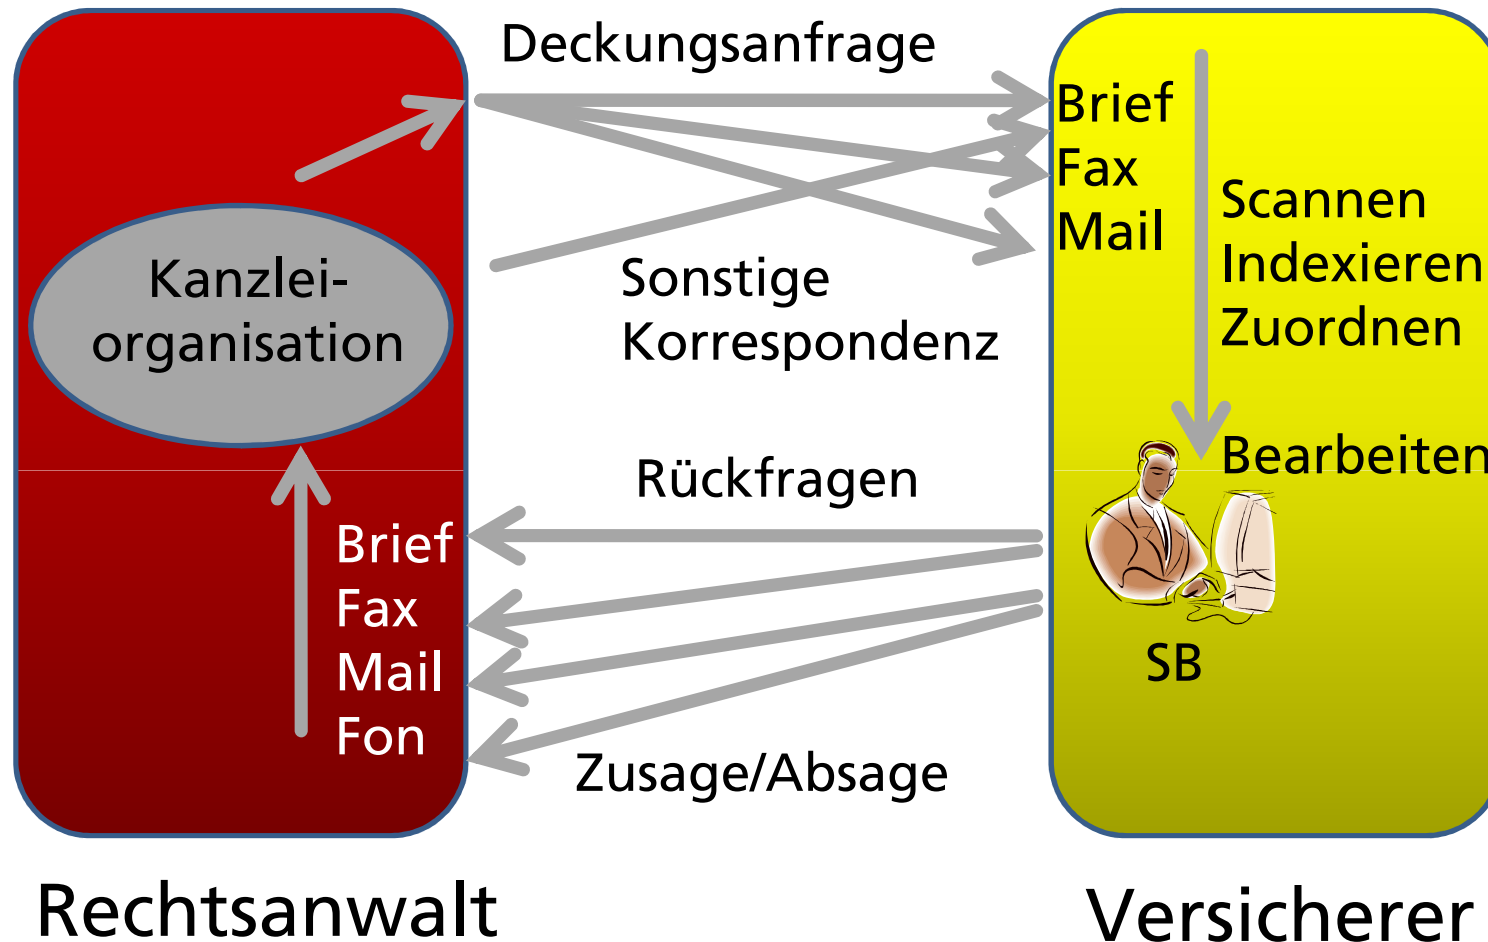 Deckungsanfrage
Brief
Fax
Mail
Scannen
Indexieren
Zuordnen
Kanzlei-
organisation
Sonstige
Korrespondenz
Bearbeiten
Rückfragen
Brief
Fax
Mail
Fon
SB
Zusage/Absage
Rechtsanwalt
Versicherer